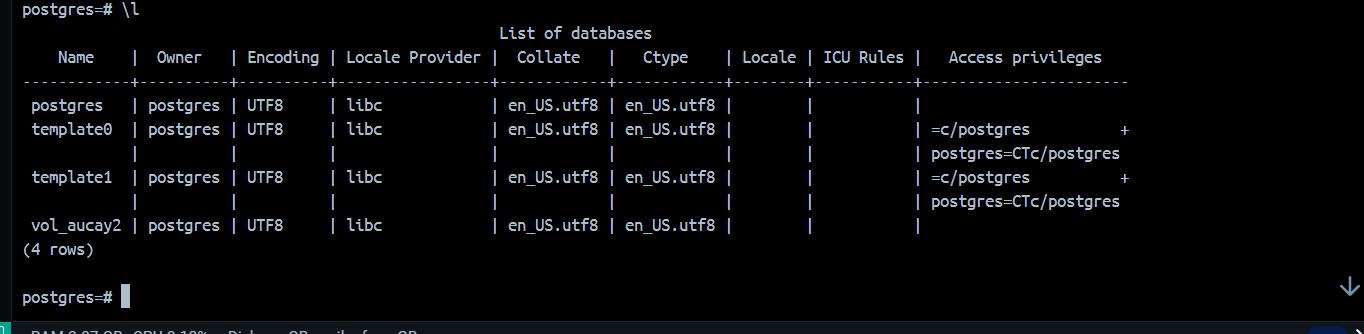 postgres=# \l
                                                   List of databases
    Name    |  Owner   | Encoding | Locale Provider |  Collate   |   Ctype    | Locale | ICU Rules |   Access privileges
------------+----------+----------+-----------------+------------+------------+--------+-----------+-----------------------
 postgres   | postgres | UTF8     | libc            | en_US.utf8 | en_US.utf8 |        |           |
 template0  | postgres | UTF8     | libc            | en_US.utf8 | en_US.utf8 |        |           | =c/postgres          +
            |          |          |                 |            |            |        |           | postgres=CTc/postgres
 template1  | postgres | UTF8     | libc            | en_US.utf8 | en_US.utf8 |        |           | =c/postgres          +
            |          |          |                 |            |            |        |           | postgres=CTc/postgres
 vol_aucay2 | postgres | UTF8     | libc            | en_US.utf8 | en_US.utf8 |        |           |
(4 rows)
postgres=#